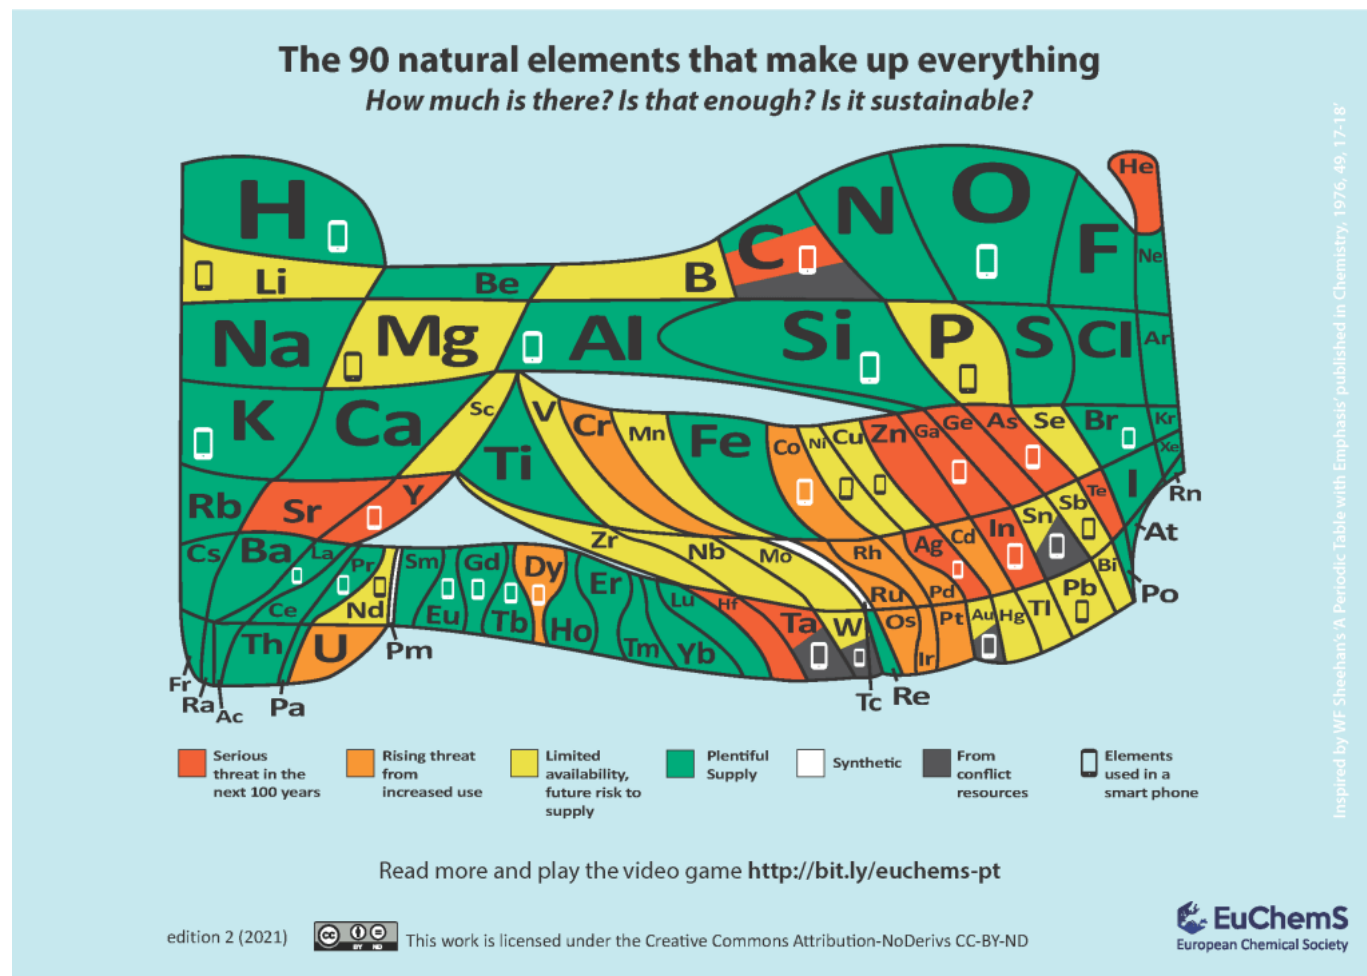 The 90 natural elements that make up everything
How much is there? Is that enough? Is it sustainable?
H
He
Li
Be
B
C
N
O
F
Ne
Na
Mg
Al
Si
P
S
Cl
Ar
K
Ca
Sc
Ti
V
Cr
Mn
Fe
Co
Ni
Cu
Zn
Ga
Ge
As
Se
Br
Kr
Rb
Sr
Y
Zr
Nb
Mo
Tc
Ru
Rh
Pd
Ag
Cd
In
Sn
Sb
Te
I
Xe
Cs
Ba
La
Ce
Pr
Nd
Pm
Sm
Eu
Gd
Tb
Dy
Ho
Er
Tm
Yb
Lu
Hf
Ta
W
Re
Os
Ir
Pt
Au
Hg
Tl
Pb
Bi
Po
At
Rn
Fr
Ra
Ac
Th
Pa
U
Serious
threat in the
next 100 years
Rising threat
from
increased use
Limited
availability,
future risk to
supply
Plentiful
Supply
Synthetic
From
conflict
resources
Elements
used in a
smart phone
Read more and play the video game http://bit.ly/euchems-pt
edition 2 (2021)
cc
BY ND
This work is licensed under the Creative Commons Attribution-NoDerivs CC-BY-ND
EuChemS
European Chemical Society
Inspired by WF Sheehan's A Periodic Table with Emphasis' published in Chemistry, 1976, 49, 17-18'